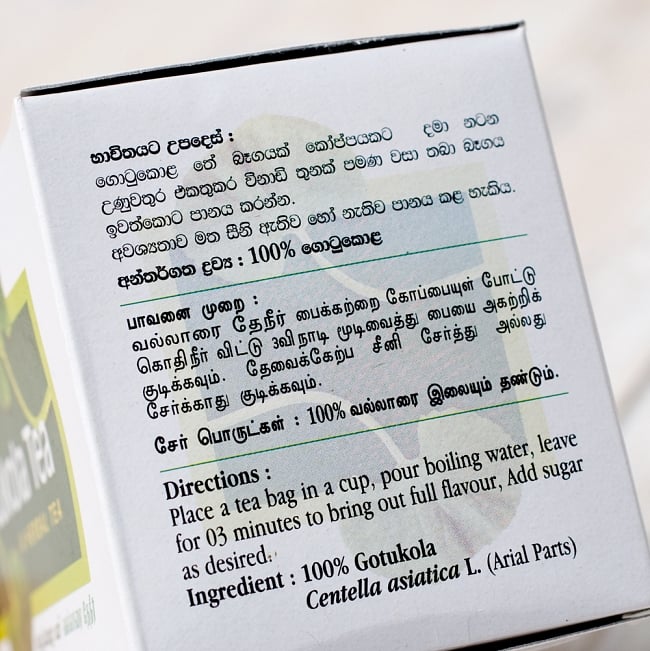 භාවිතයට උපදෙස් :
ගොටුකොළ තේ බෑගයක් කෝප්පයකට දමා නටන
උණුවතුර එකතුකර විනාඩි තුනක් පමණ වසා තබා බෑගය
ඉවත්කොට පානය කරන්න.
අවශ්‍යතාව මත සීනි ඇතිව හෝ නැතිව පානය කළ හැකිය.
අන්තර්ගත ද්‍රව්‍ය : 100% ගොටුකොළ
பாவனை முறை :
வல்லாரை தேநீர் பைக்கற்றை கோப்பையுள் போட்டு
கொதிநீர் விட்டு 3விநாடி மூடிவைத்து பையை அகற்றிக்
குடிக்கவும். தேவைக்கேற்ப சீனி சேர்த்து அல்லது
சேர்க்காது குடிக்கவும்.
சேர் பொருட்கள் : 100% வல்லாரை இலையும் தண்டும்.
Directions :
Place a tea bag in a cup, pour boiling water, leave
for 03 minutes to bring out full flavour, Add sugar
as desired.
Ingredient : 100% Gotukola
Centella asiatica L. (Arial Parts)
Tea
HERBAL TEA